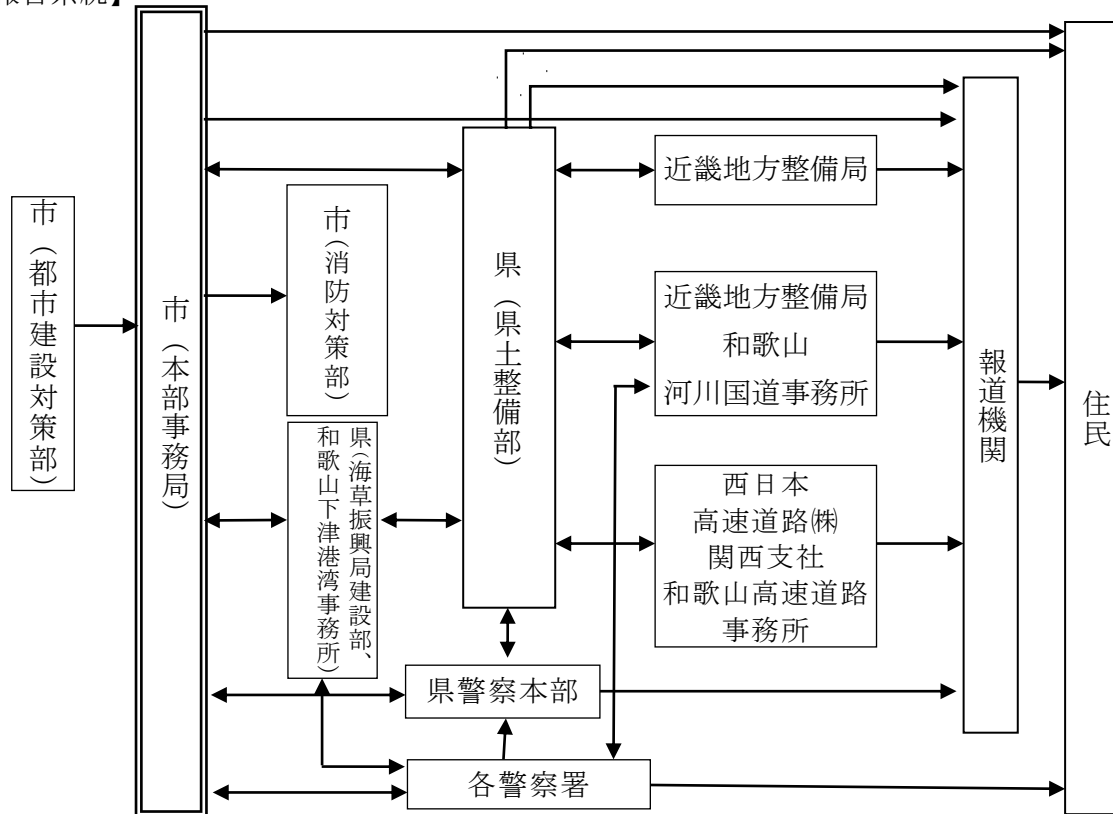 報告系統】
市（都市建設対策部）
市（本部事務局）
市（消防対策部）
県（海草振興局建設部、
和歌山下津港湾事務所）
県（県土整備部）
県警察本部
各警察署
近畿地方整備局
近畿地方整備局
和歌山
河川国道事務所
西日本
高速道路㈱
関西支社
和歌山高速道路
事務所
報道機関
住民